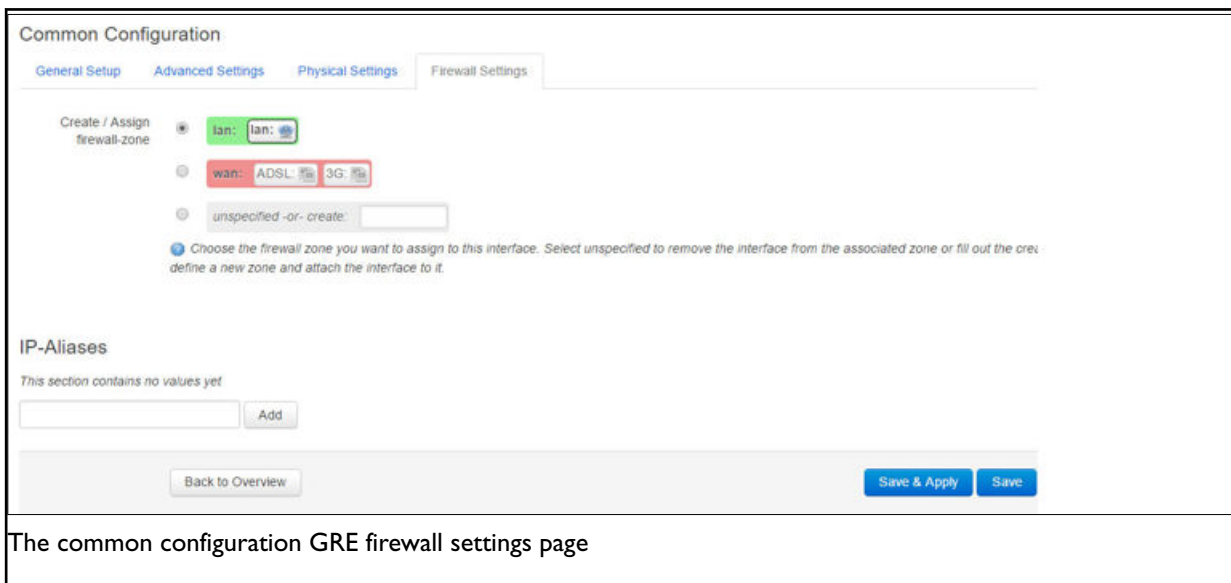 Common Configuration
General Setup Advanced Settings Physical Settings Firewall Settings
Create / Assign firewall-zone
lan: lan:
wan: ADSL: 3G:
unspecified -or- create:
Choose the firewall zone you want to assign to this interface. Select unspecified to remove the interface from the associated zone or fill out the
define a new zone and attach the interface to it.
IP-Aliases
This section contains no values yet
Add
Back to Overview Save & Apply Save
The common configuration GRE firewall settings page